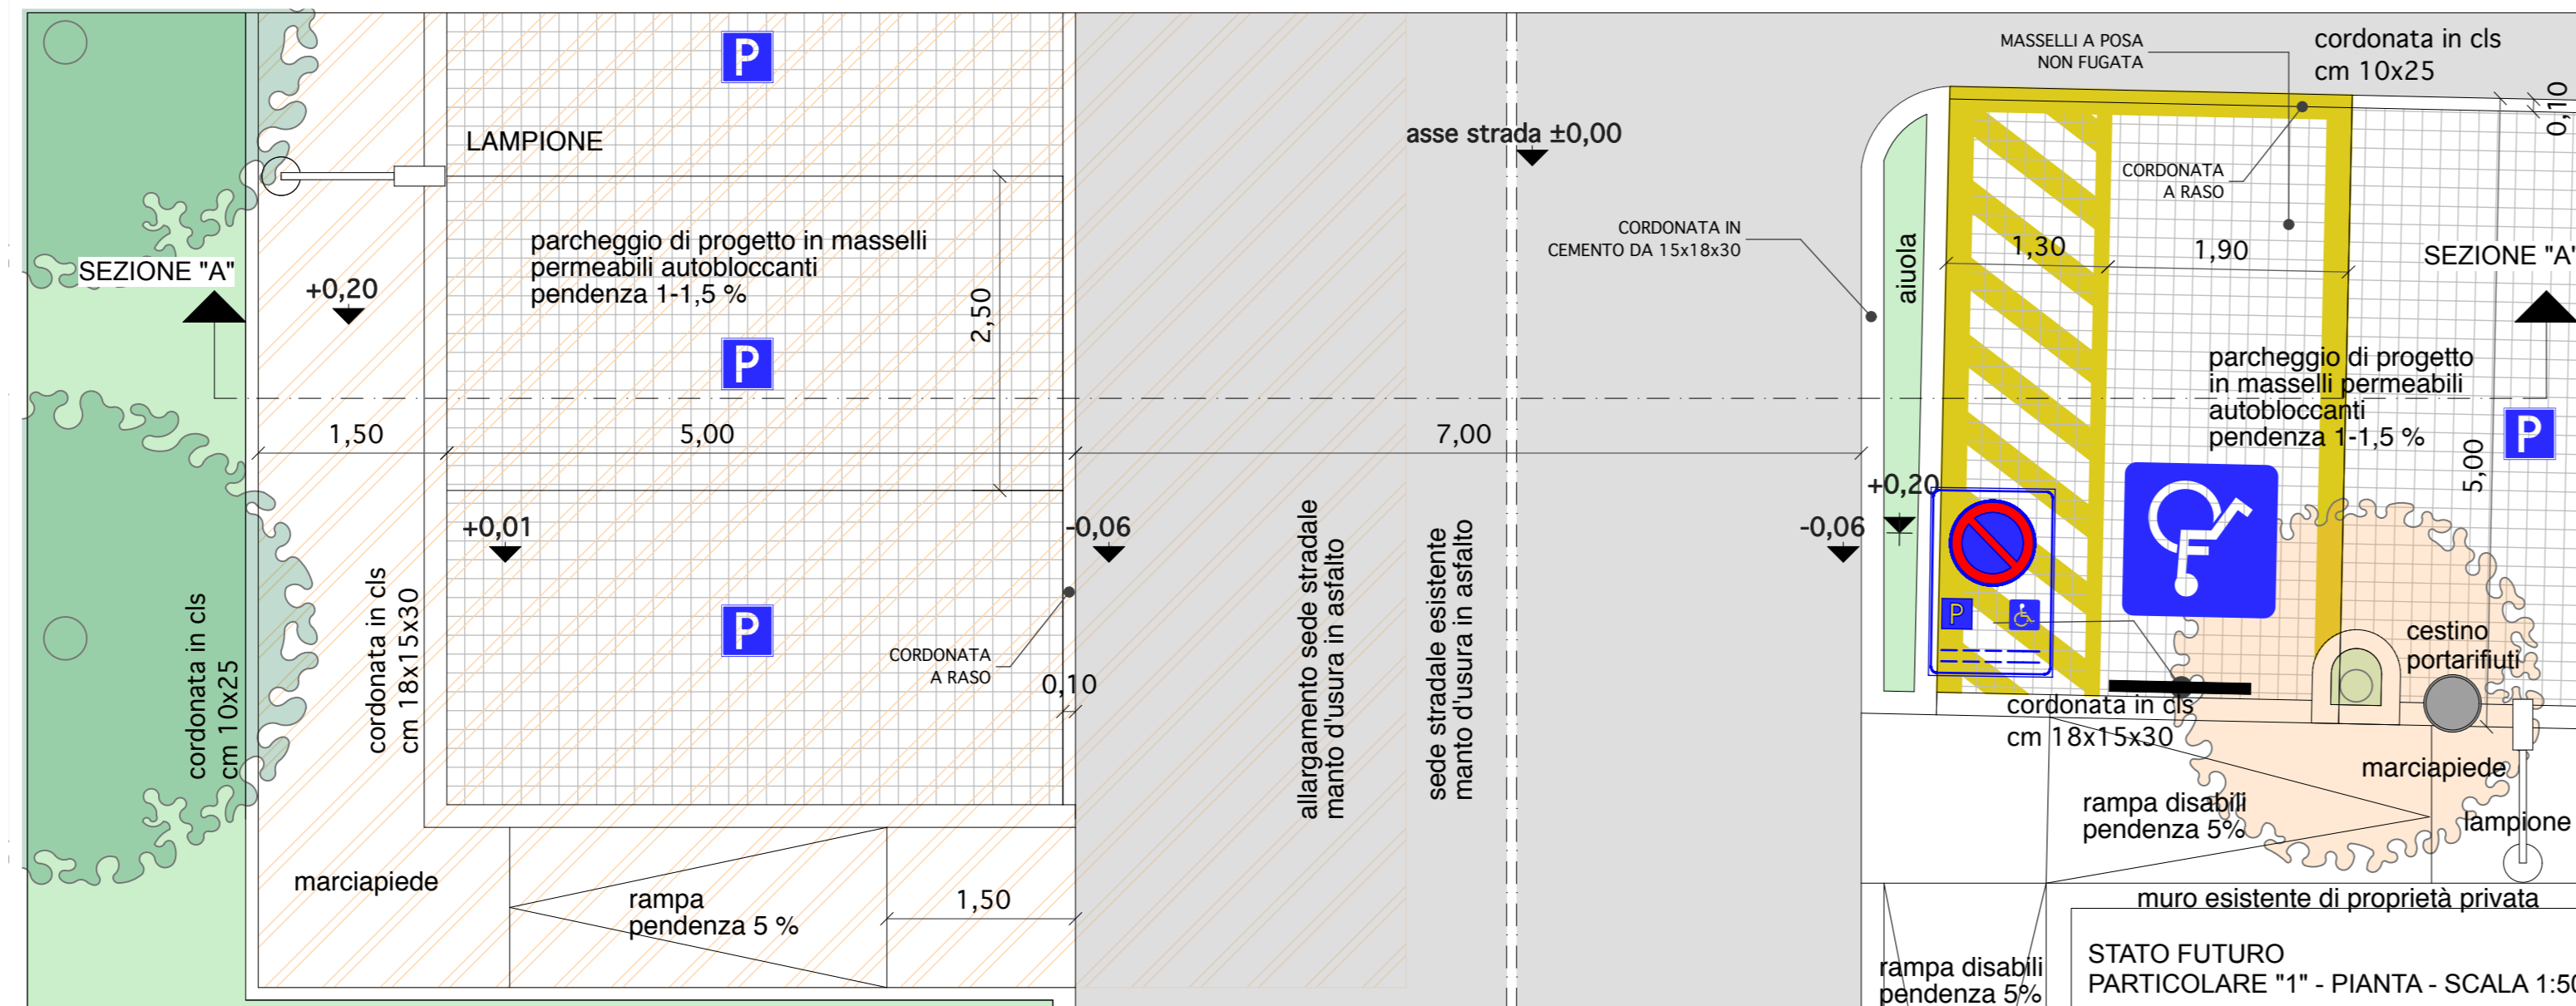 P
LAMPIONE
parcheggio di progetto in masselli
permeabili autobloccanti
pendenza 1-1,5 %
SEZIONE "A"
+0,20
2,50
P
1,50
5,00
7,00
+0,01
-0,06
cordonata in cls
cm 10x25
cordonata in cls
cm 18x15x30
P
CORDONATA
A RASO
0,10
marciapiede
rampa
pendenza 5 %
1,50
allargamento sede stradale
manto d'usura in asfalto
sede stradale esistente
manto d'usura in asfalto
asse strada ±0,00
MASSELLI A POSA
NON FUGATA
cordonata in cls
cm 10x25
0,10
CORDONATA
A RASO
CORDONATA IN
CEMENTO DA 15x18x30
aiuola
1,30
1,90
SEZIONE "A"
parcheggio di progetto
in masselli permeabili
autobloccanti
pendenza 1-1,5 %
P
5,00
+0,20
-0,06
P
cestino
portarifiuti
cordonata in cls
cm 18x15x30
marciapiede
rampa disabili
pendenza 5%
lampione
muro esistente di proprietà privata
rampa disabili
pendenza 5%
STATO FUTURO
PARTICOLARE "1" - PIANTA - SCALA 1:5